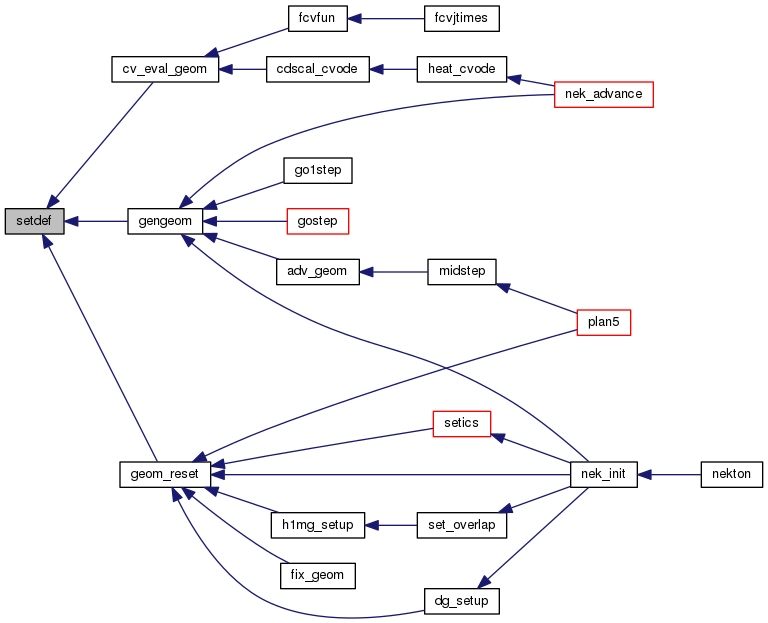 fcvfun
fcvjtimes
cv_eval_geom
cdscal_cvode
heat_cvode
nek_advance
go1step
setdef
gengeom
gostep
adv_geom
midstep
plan5
setics
geom_reset
nek_init
nekton
h1mg_setup
set_overlap
fix_geom
dg_setup